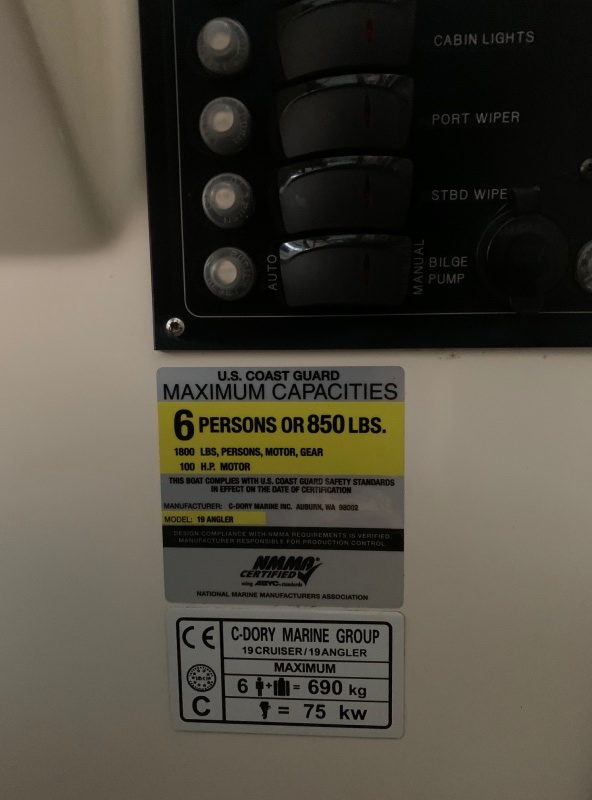 CABIN LIGHTS
PORT WIPER
STBD WIPE
AUTO
MANUAL
BILGE
PUMP
U.S. COAST GUARD
MAXIMUM CAPACITIES
6 PERSONS OR 850 LBS.
1800 LBS, PERSONS, MOTOR, GEAR
100 H.P. MOTOR
THIS BOAT COMPLIES WITH U.S. COAST GUARD SAFETY STANDARDS
IN EFFECT ON THE DATE OF CERTIFICATION
MANUFACTURER: C-DORY MARINE INC. AUBURN, WA 98002
MODEL: 19 ANGLER
DESIGN COMPLIANCE WITH NMMA REQUIREMENTS IS VERIFIED.
MANUFACTURER RESPONSIBLE FOR PRODUCTION CONTROL.
NMMA
CERTIFIED
using ABYC standards
NATIONAL MARINE MANUFACTURERS ASSOCIATION
CE
C-DORY MARINE GROUP
19 CRUISER/19 ANGLER
MAXIMUM
6 + = 690 kg
C
= 75 kw